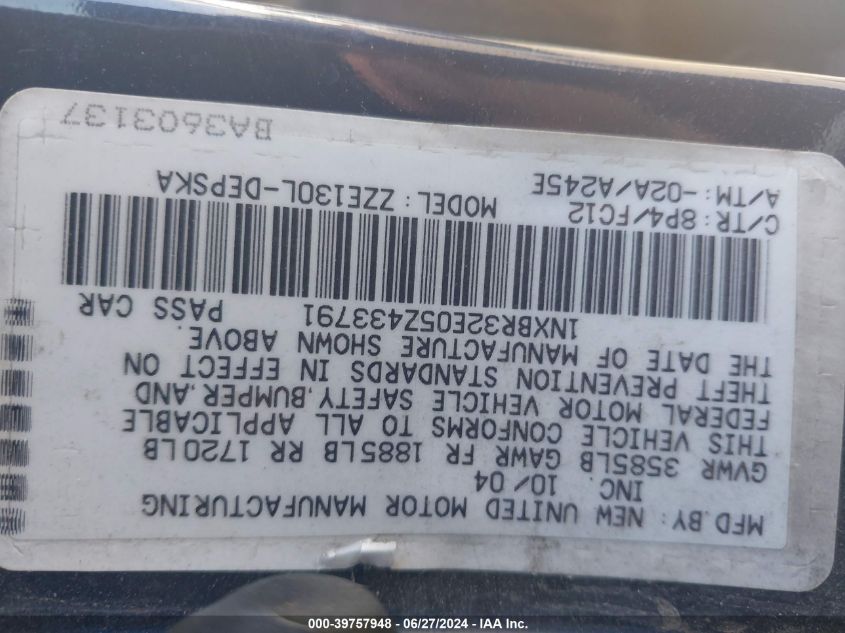 MFD.BY: NEW UNITED MOTOR MANUFACTURING
INC. 10/04
GVWR 3585LB GAWR FR 1885LB RR 1720LB
THIS VEHICLE CONFORMS TO ALL APPLICABLE
FEDERAL MOTOR VEHICLE SAFETY,BUMPER,AND
THEFT PREVENTION STANDARDS IN EFFECT ON
THE DATE OF MANUFACTURE SHOWN ABOVE.
1NXBR32E05Z433791 PASS CAR
C/TR:8P4/FC12 MODEL:ZZE130L-DEPSKA
A/TM:-02A/A245E
BA3603137
000-39757948 - 06/27/2024 - IAA Inc.